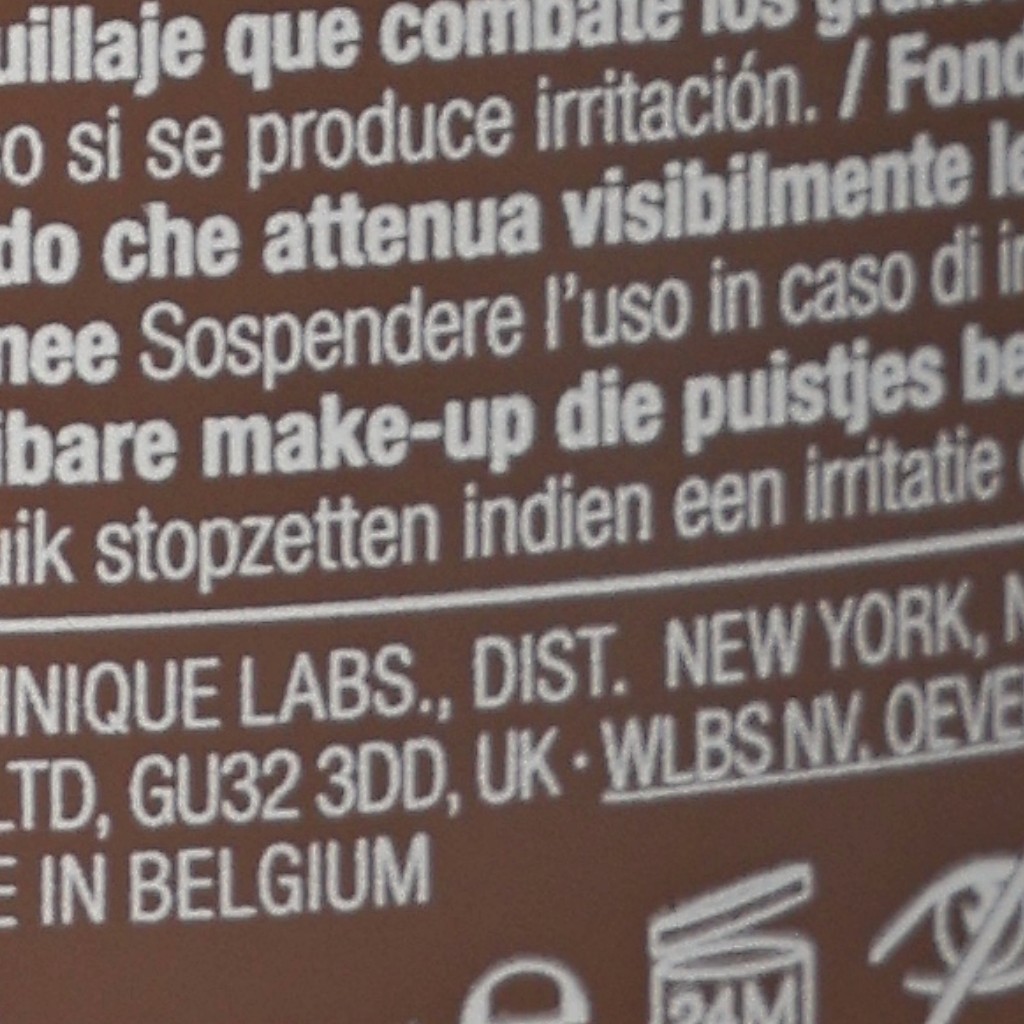 uillaje que combate los gran
o si se produce irritación. / Fond
do che attenua visibilmente le
nee Sospendere l'uso in caso di ir
ibare make-up die puistjes be
uik stopzetten indien een irritatie
INIQUE LABS., DIST. NEW YORK, N
LTD, GU32 3DD, UK · WLBS NV, OEVE
E IN BELGIUM
e
24M